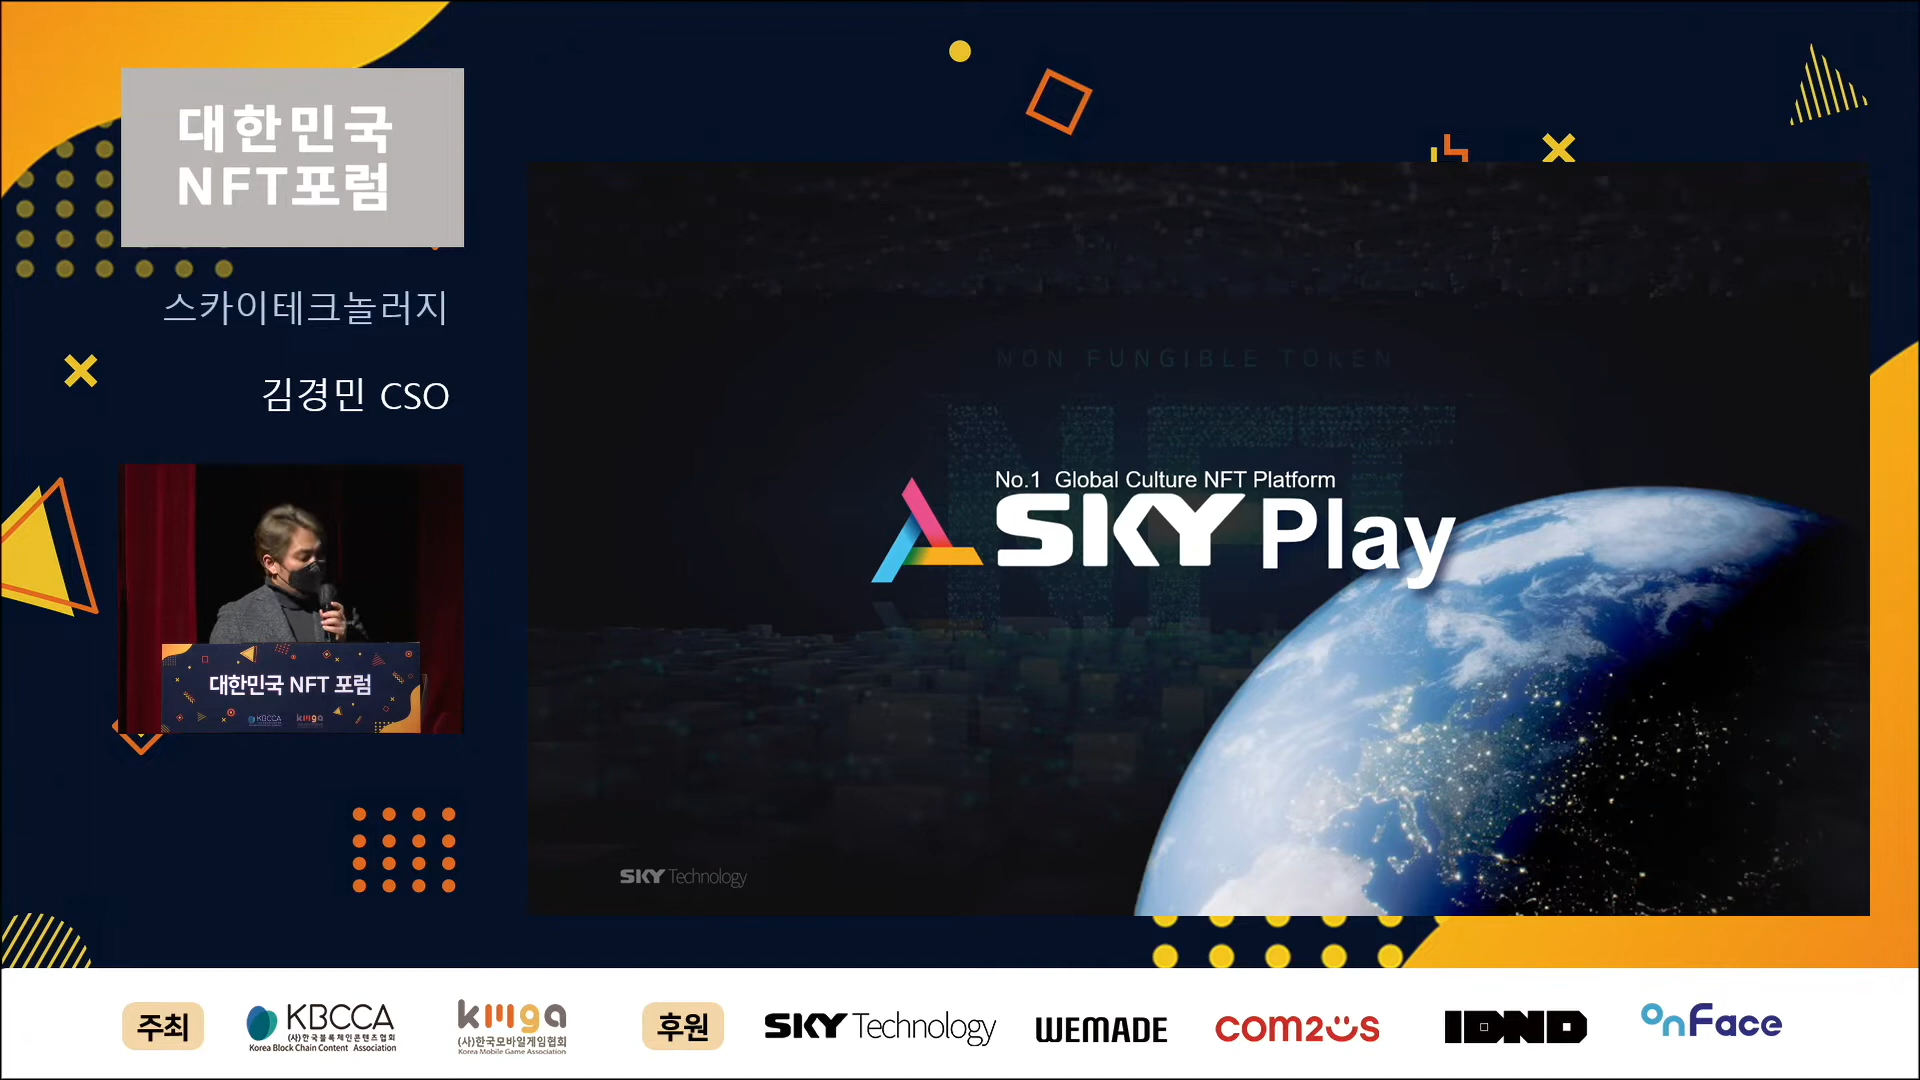 대한민국
NFT포럼
스카이테크놀러지
김경민 CSO
대한민국 NFT 포럼
KBCCA
kmga
NON FUNGIBLE TOKEN
NFT
No.1 Global Culture NFT Platform
SKY Play
SKY Technology
주최
KBCCA
(사)한국블록체인콘텐츠협회
Korea Block Chain Content Association
kmga
(사)한국모바일게임협회
Korea Mobile Game Association
후원
SKY Technology
WEMADE
com2us
IDND
onFace